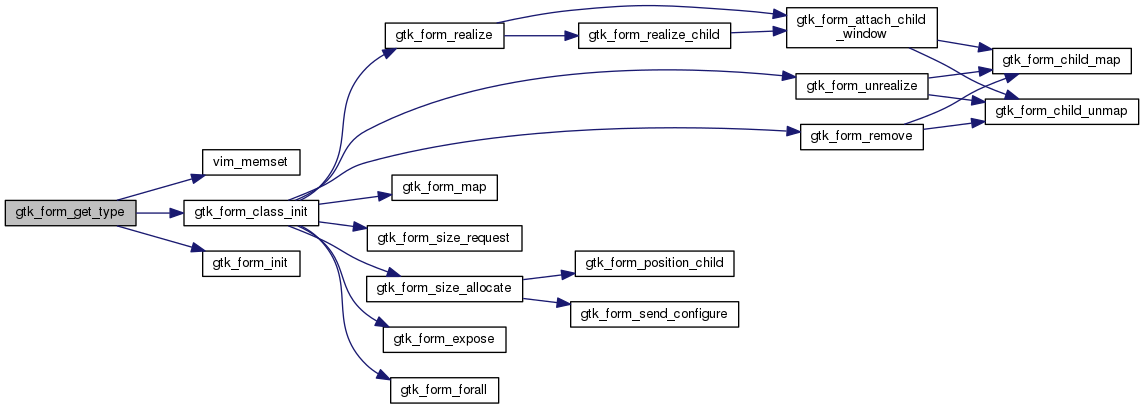 gtk_form_realize
gtk_form_realize_child
gtk_form_attach_child
_window
gtk_form_child_map
gtk_form_unrealize
gtk_form_child_unmap
gtk_form_remove
vim_memset
gtk_form_map
gtk_form_get_type
gtk_form_class_init
gtk_form_size_request
gtk_form_init
gtk_form_position_child
gtk_form_size_allocate
gtk_form_send_configure
gtk_form_expose
gtk_form_forall